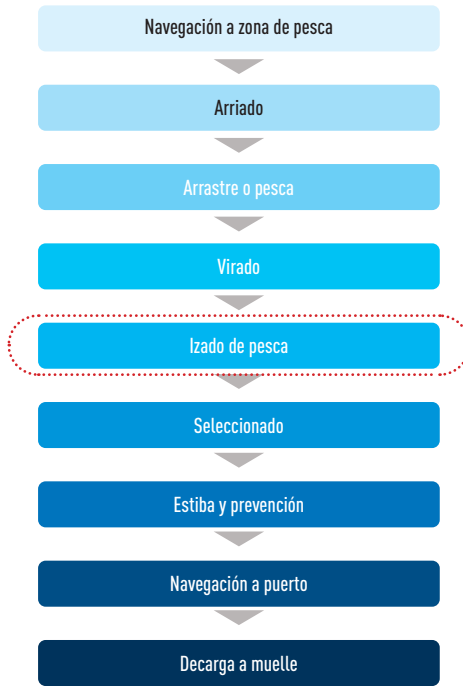 Navegación a zona de pesca
Arriado
Arrastre o pesca
Virado
Izado de pesca
Seleccionado
Estiba y prevención
Navegación a puerto
Decarga a muelle